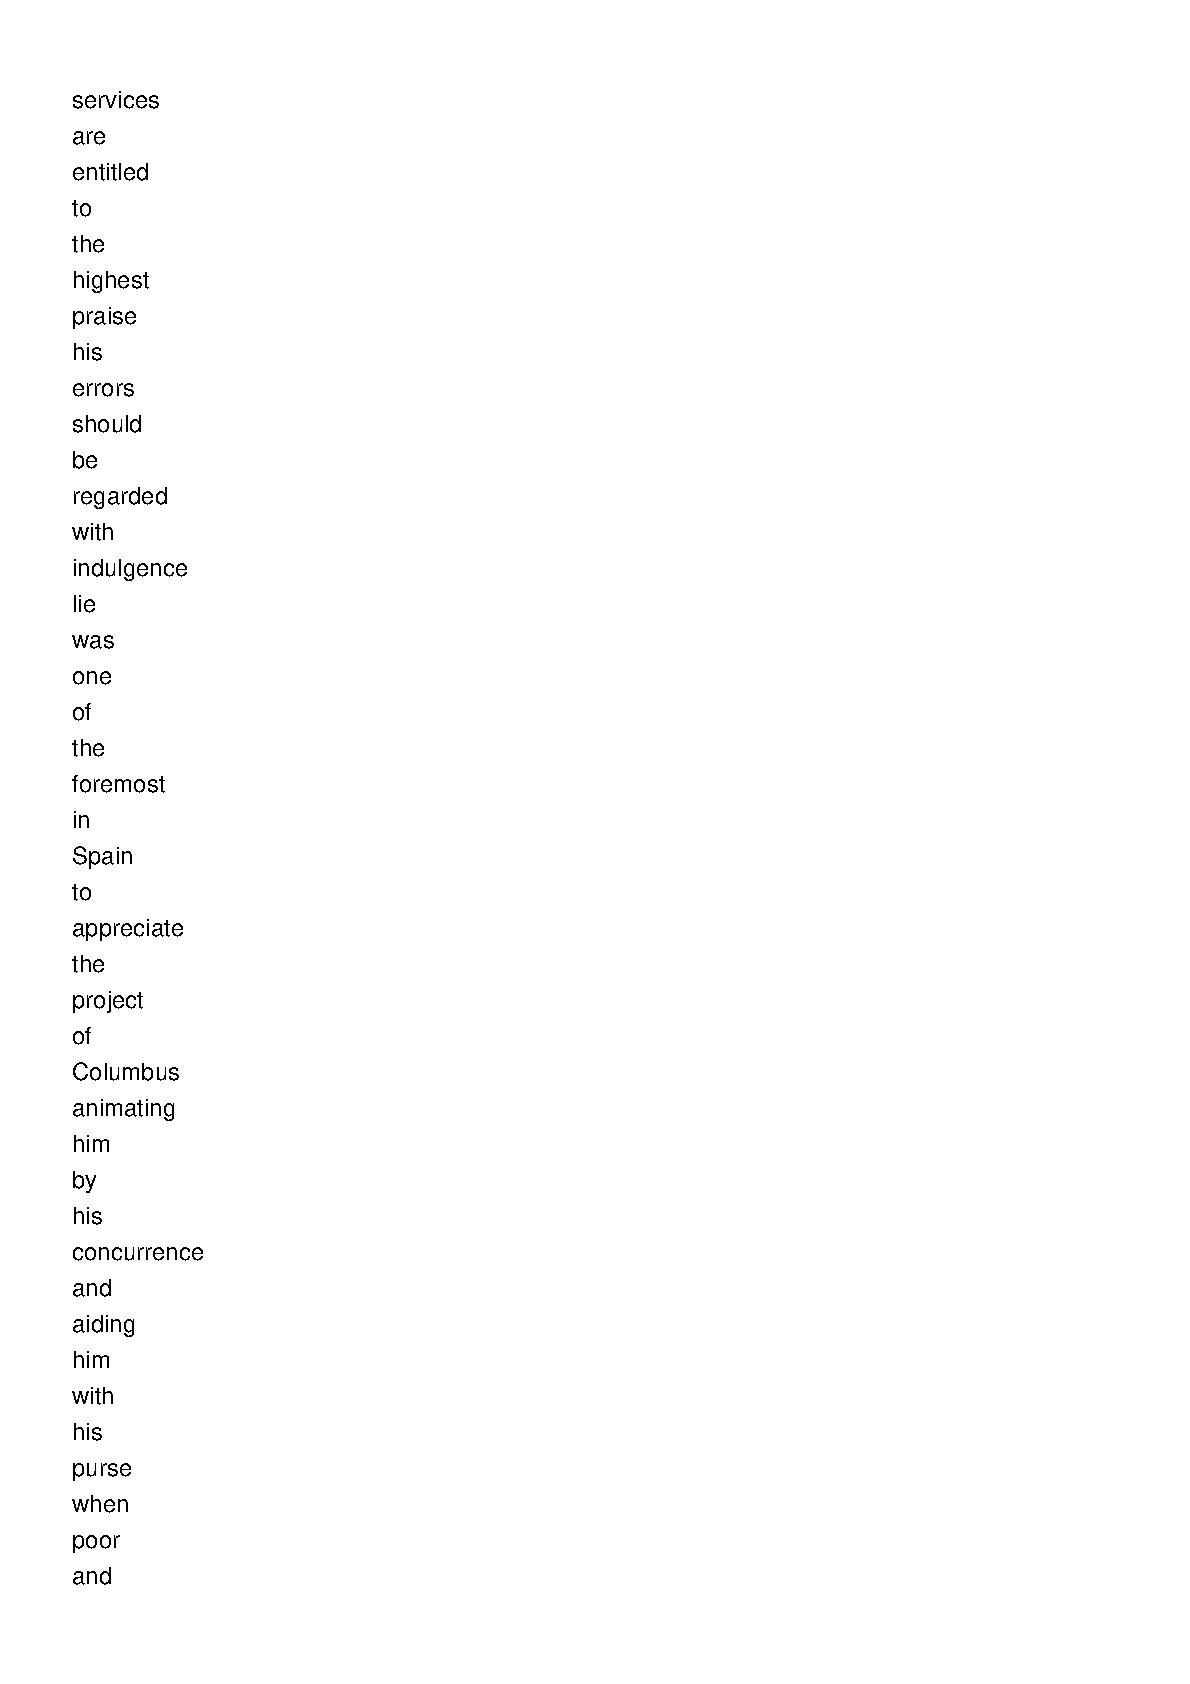 services
are
entitled
to
the
highest
praise
his
errors
should
be
regarded
with
indulgence
lie
was
one
of
the
foremost
in
Spain
to
appreciate
the
project
of
Columbus
animating
him
by
his
concurrence
and
aiding
him
with
his
purse
when
poor
and